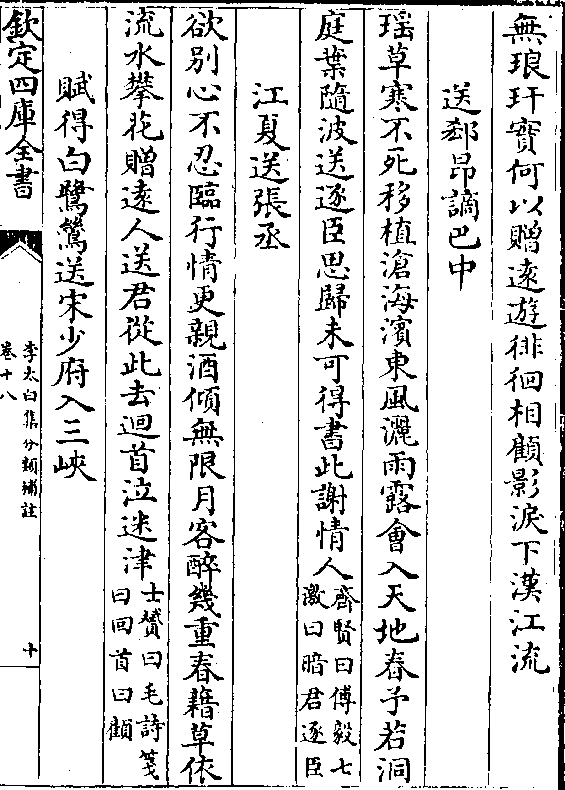 無琅玕寶何以贈遠遊徘徊相顧影淚下漢江流
送郄昂謫巴中
瑶草寒不死移植滄海濱東風灑雨露會入天地春予若洞
庭葉隨波送逐臣思歸未可得書此謝情人齊賢曰傅毅七
激曰暗君逐臣
江夏送張丞
欲别心不忍臨行情更親酒傾無限月客醉幾重春藉草依
流水攀花贈遠人送君從此去迴首泣迷津士贇曰毛詩箋
曰回首曰顧
賦得白鷺鷥送宋少府入三峽
欽定四庫全書
李太白集分類補註
卷十八
十